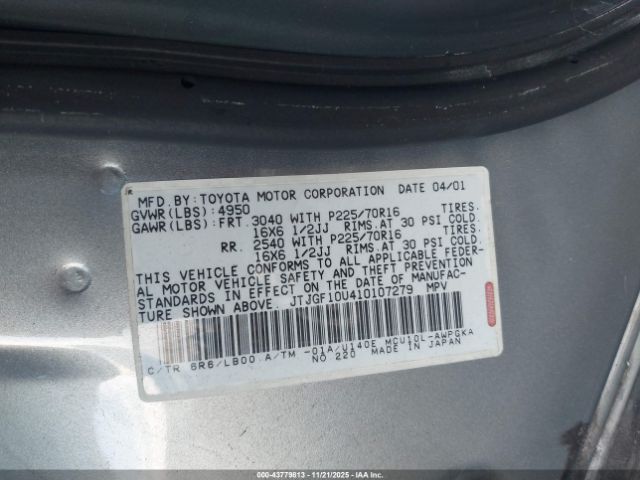 MFD.BY:TOYOTA MOTOR CORPORATION DATE 04/01
GVWR(LBS):4950
GAWR(LBS):FRT.3040 WITH P225/70R16 TIRES.
16X6 1/2JJ RIMS.AT 30 PSI COLD.
RR. 2540 WITH P225/70R16 TIRES.
16X6 1/2JJ RIMS.AT 30 PSI COLD.
THIS VEHICLE CONFORMS TO ALL APPLICABLE FEDER-
AL MOTOR VEHICLE SAFETY AND THEFT PREVENTION
STANDARDS IN EFFECT ON THE DATE OF MANUFAC-
TURE SHOWN ABOVE. JTJGF10U410107279 MPV
C/TR 6R6/LB00.A/TM -01A/U140E MCU10L-AWPGKA
NO 220 MADE IN JAPAN
000-43779813 - 11/21/2025 - IAAI.COM